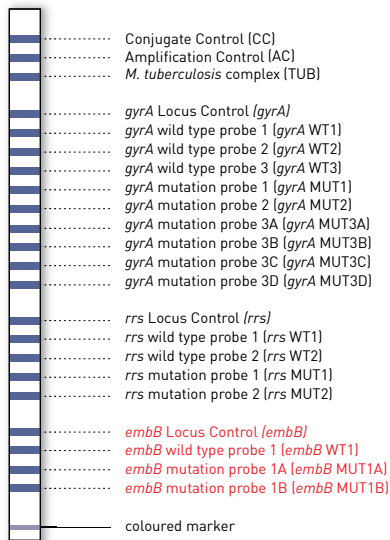 Conjugate Control (CC)
Amplification Control (AC)
M. tuberculosis complex (TUB)
gyrA Locus Control (gyrA)
gyrA wild type probe 1 (gyrA WT1)
gyrA wild type probe 2 (gyrA WT2)
gyrA wild type probe 3 (gyrA WT3)
gyrA mutation probe 1 (gyrA MUT1)
gyrA mutation probe 2 (gyrA MUT2)
gyrA mutation probe 3A (gyrA MUT3A)
gyrA mutation probe 3B (gyrA MUT3B)
gyrA mutation probe 3C (gyrA MUT3C)
gyrA mutation probe 3D (gyrA MUT3D)
rrs Locus Control (rrs)
rrs wild type probe 1 (rrs WT1)
rrs wild type probe 2 (rrs WT2)
rrs mutation probe 1 (rrs MUT1)
rrs mutation probe 2 (rrs MUT2)
embB Locus Control (embB)
embB wild type probe 1 (embB WT1)
embB mutation probe 1A (embB MUT1A)
embB mutation probe 1B (embB MUT1B)
coloured marker